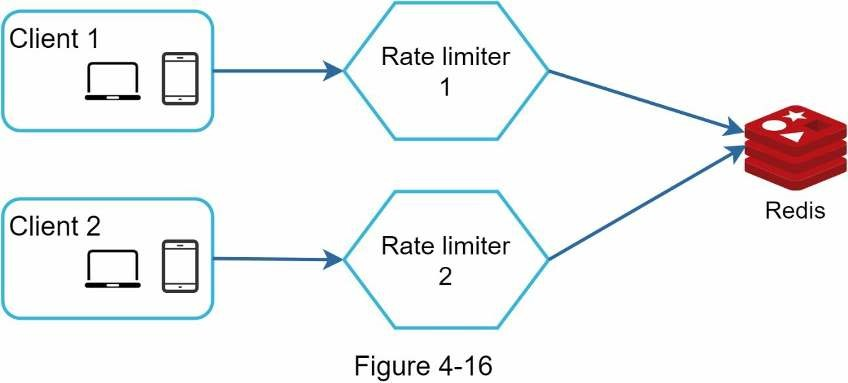 Client 1
Rate limiter
1
Redis
Client 2
Rate limiter
2
Figure 4-16